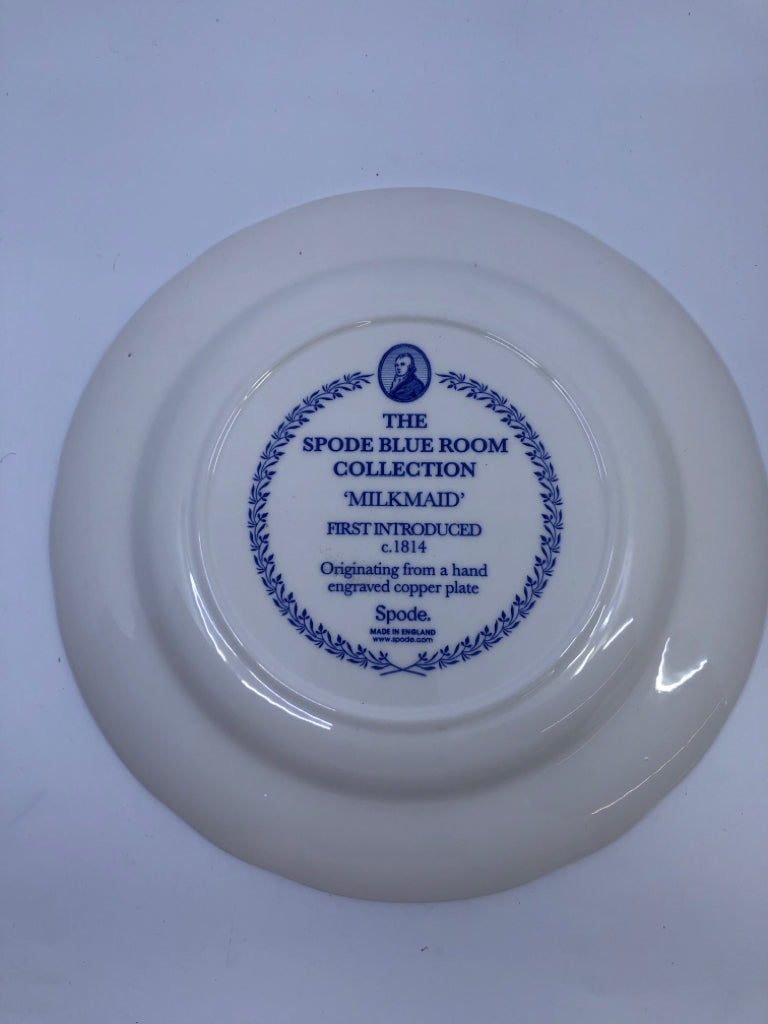 THE
SPODE BLUE ROOM
COLLECTION
‘MILKMAID’
FIRST INTRODUCED
c.1814
Originating from a hand
engraved copper plate
Spode.
MADE IN ENGLAND
www.spode.com